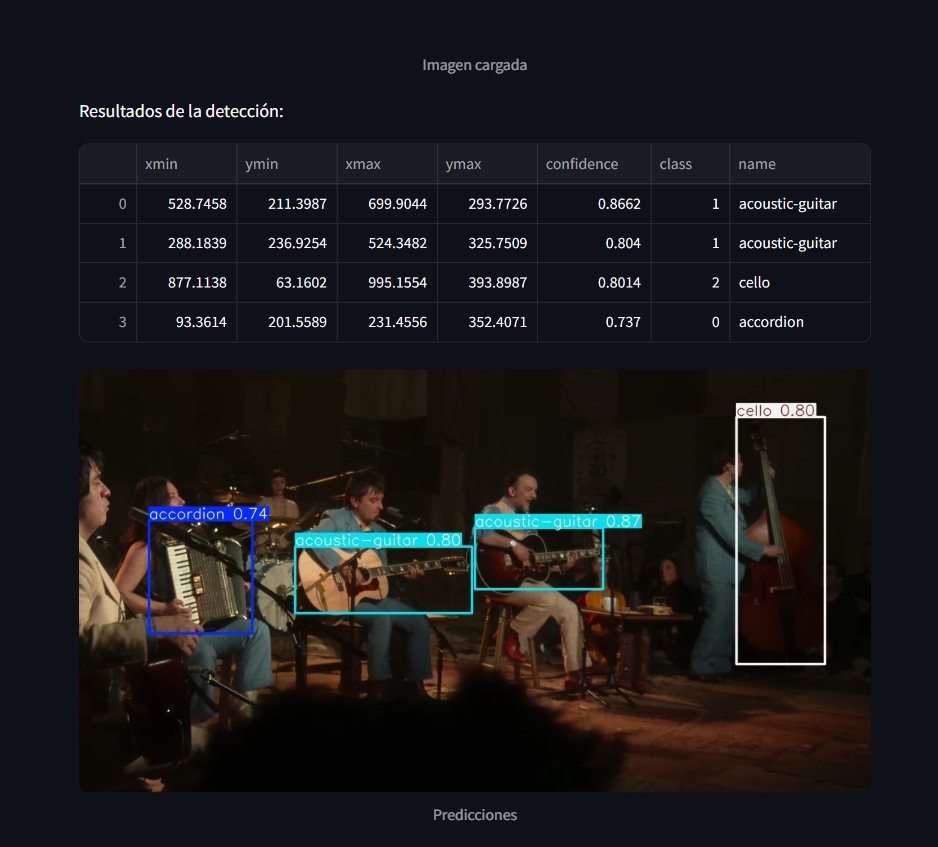 Imagen cargada
Resultados de la detección:
xmin ymin xmax ymax confidence class name
0 528.7458 211.3987 699.9044 293.7726 0.8662 1 acoustic-guitar
1 288.1839 236.9254 524.3482 325.7509 0.804 1 acoustic-guitar
2 877.1138 63.1602 995.1554 393.8987 0.8014 2 cello
3 93.3614 201.5589 231.4556 352.4071 0.737 0 accordion
cello 0.80
accordion 0.74
acoustic-guitar 0.87
acoustic-guitar 0.80
Predicciones